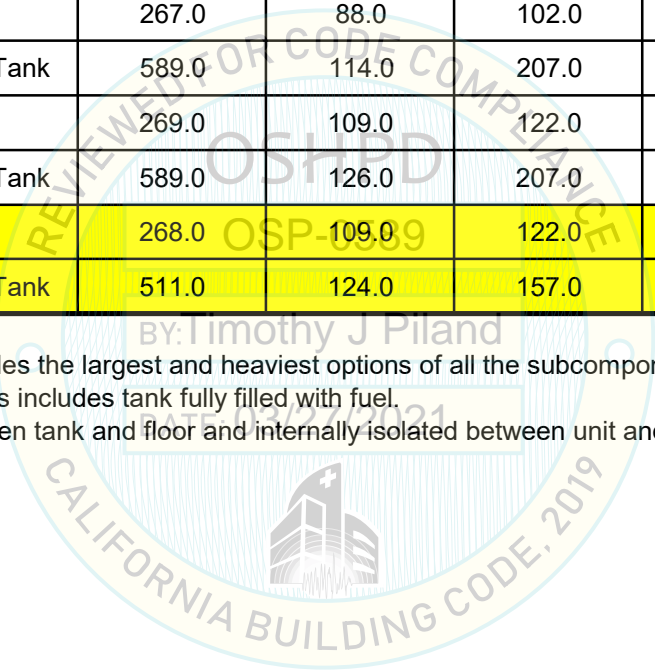 267.0 88.0 102.0
Tank 589.0 114.0 207.0
269.0 109.0 122.0
Tank 589.0 126.0 207.0
268.0 109.0 122.0
Tank 511.0 124.0 157.0
des the largest and heaviest options of all the subcompon
s includes tank fully filled with fuel.
en tank and floor and internally isolated between unit and
REVIEWED FOR CODE COMPLIANCE
OSHPD
OSP-0589
BY: Timothy J Piland
DATE: 03/27/2021
CALIFORNIA BUILDING CODE, 2019